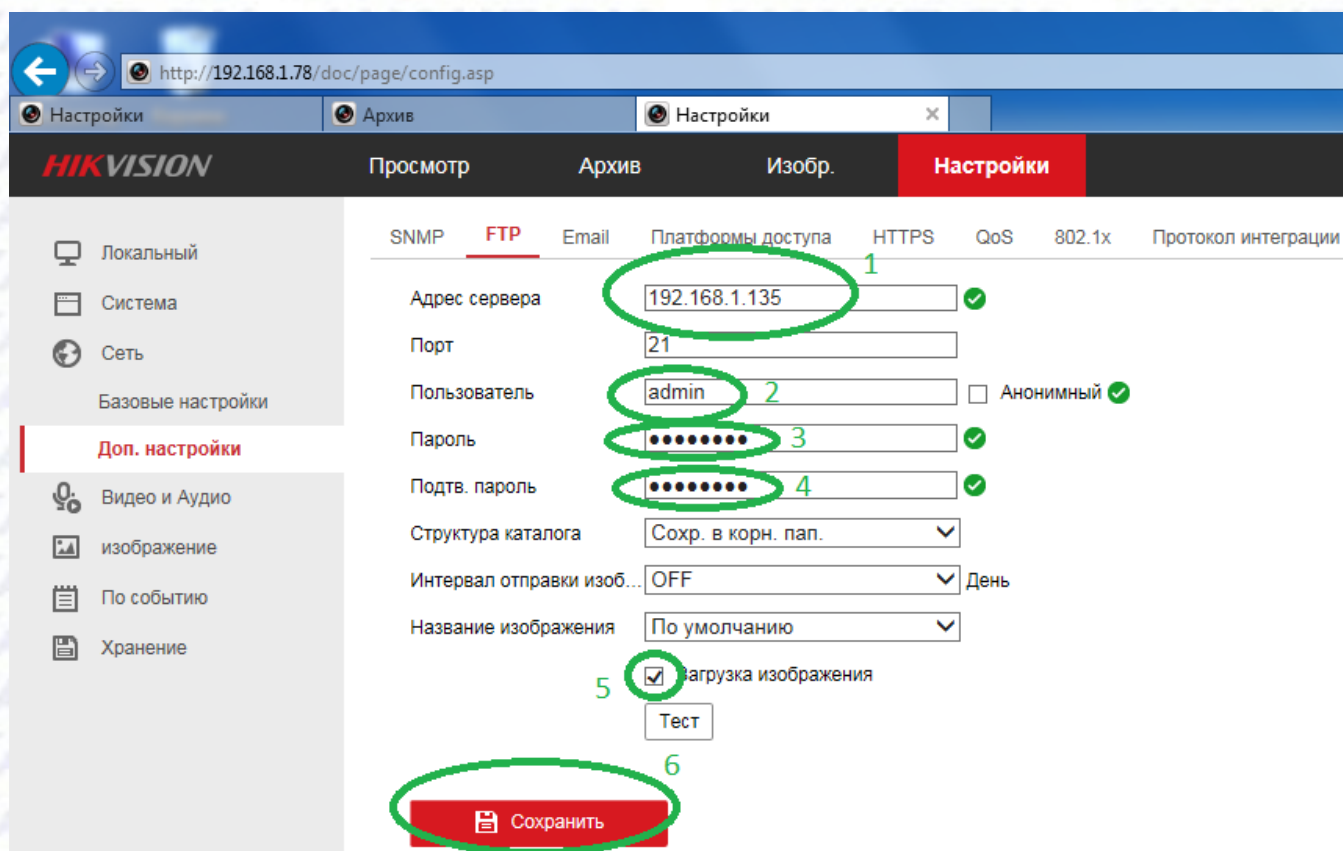 http://192.168.1.78/doc/page/config.asp
Настройки
Архив
Настройки
HIKVISION
Просмотр
Архив
Изобр.
Настройки
Локальный
Система
Сеть
Базовые настройки
Доп. настройки
Видео и Аудио
изображение
По событию
Хранение
SNMP
FTP
Email
Платформы доступа
HTTPS
QoS
802.1x
Протокол интеграции
1
Адрес сервера 192.168.1.135
Порт 21
Пользователь admin 2 Анонимный
Пароль •••••••• 3
Подтв. пароль •••••••• 4
Структура каталога Сохр. в корн. пап.
Интервал отправки изоб... OFF День
Название изображения По умолчанию
5 Загрузка изображения
Тест
6
Сохранить